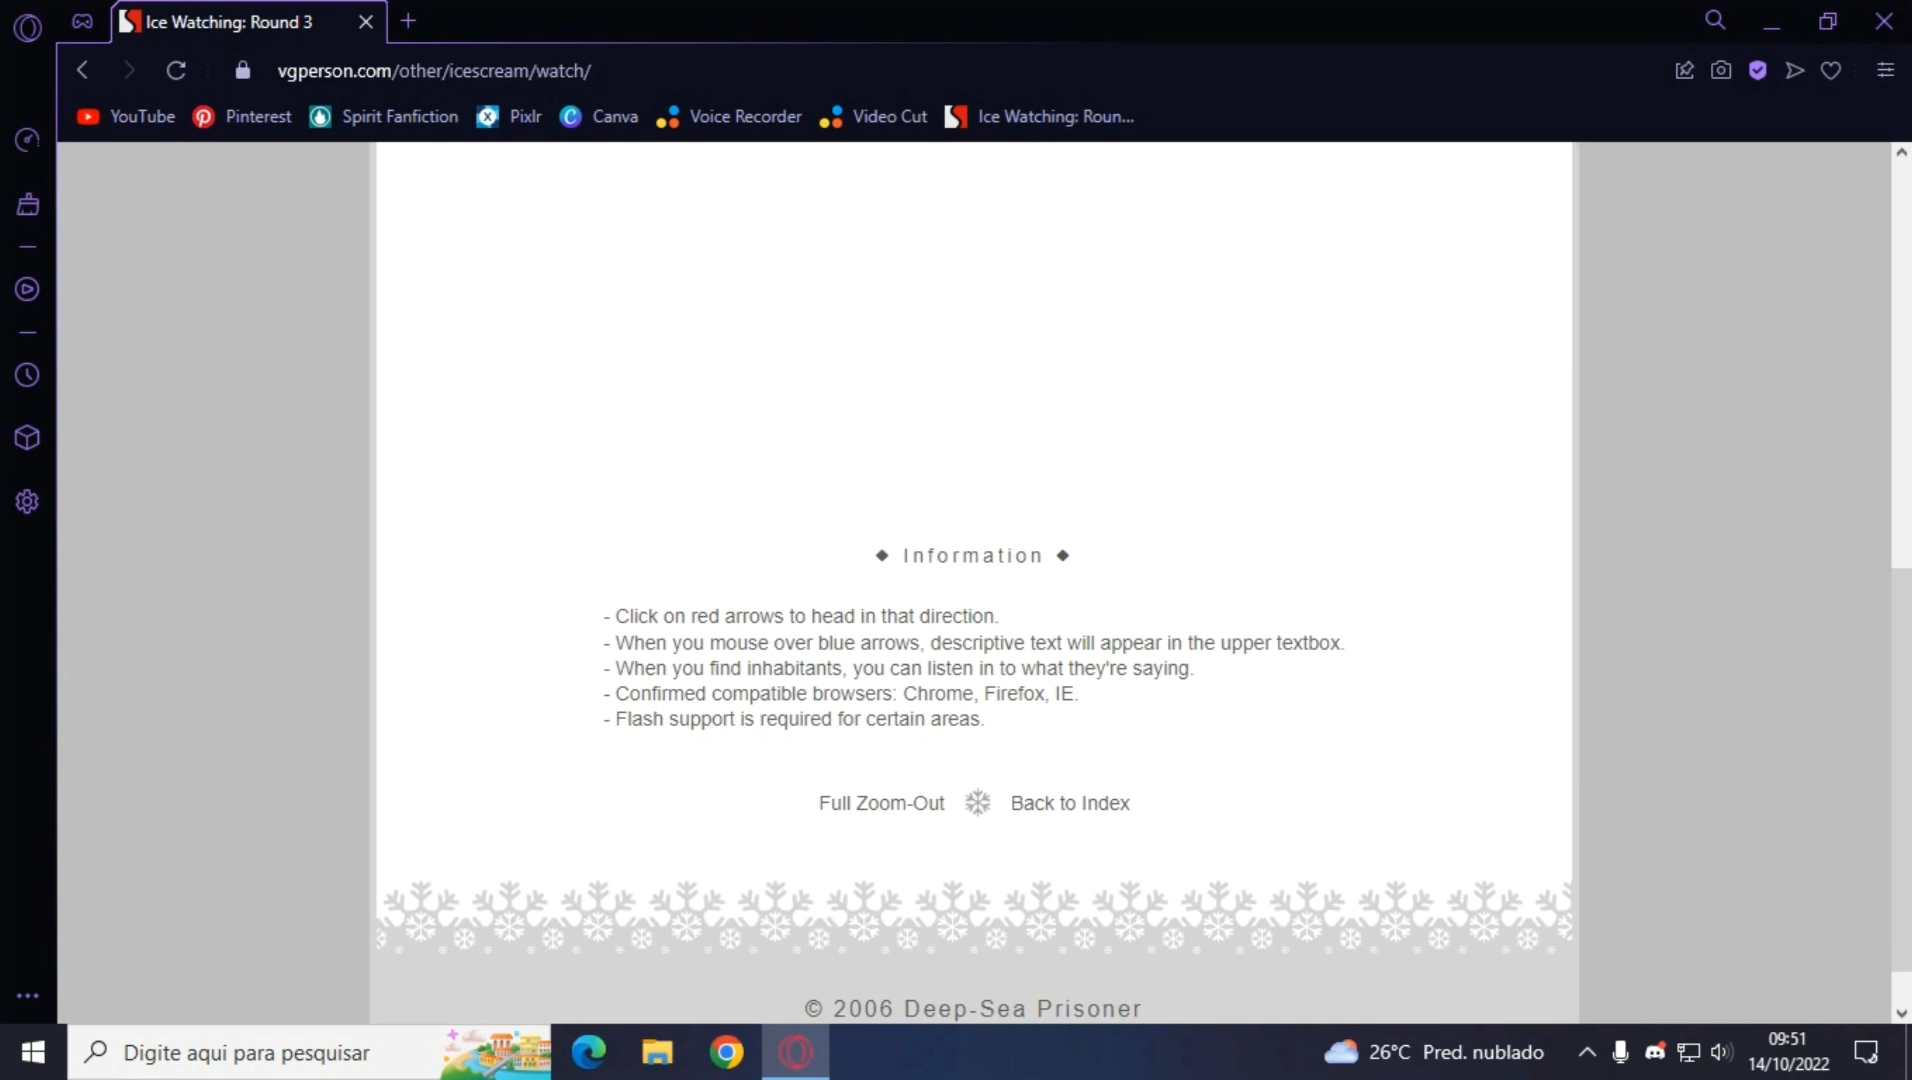 Ice Watching: Round 3
vgperson.com/other/icescream/watch/
YouTube Pinterest Spirit Fanfiction Pixlr Canva Voice Recorder Video Cut Ice Watching: Roun...
◆ Information ◆
- Click on red arrows to head in that direction.
- When you mouse over blue arrows, descriptive text will appear in the upper textbox.
- When you find inhabitants, you can listen in to what they're saying.
- Confirmed compatible browsers: Chrome, Firefox, IE.
- Flash support is required for certain areas.
Full Zoom-Out Back to Index
© 2006 Deep-Sea Prisoner
Digite aqui para pesquisar
26°C Pred. nublado
09:51
14/10/2022